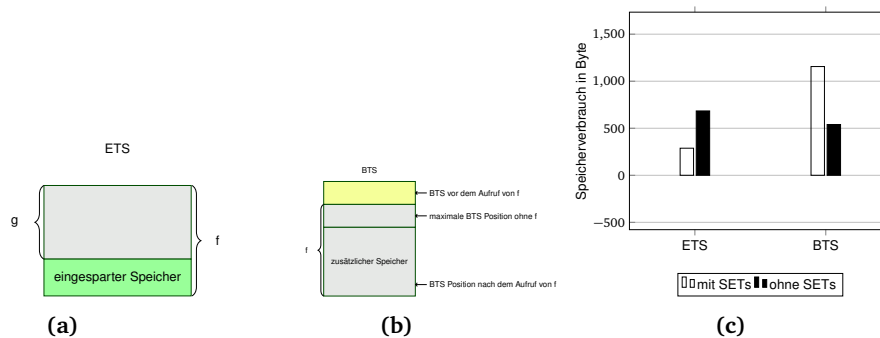 ETS
g
f
eingesparter Speicher
(a)
BTS
BTS vor dem Aufruf von f
maximale BTS Position ohne f
f
zusätzlicher Speicher
BTS Position nach dem Aufruf von f
(b)
Speicherverbrauch in Byte
1,500
1,000
500
0
−500
ETS
BTS
mit SETs
ohne SETs
(c)